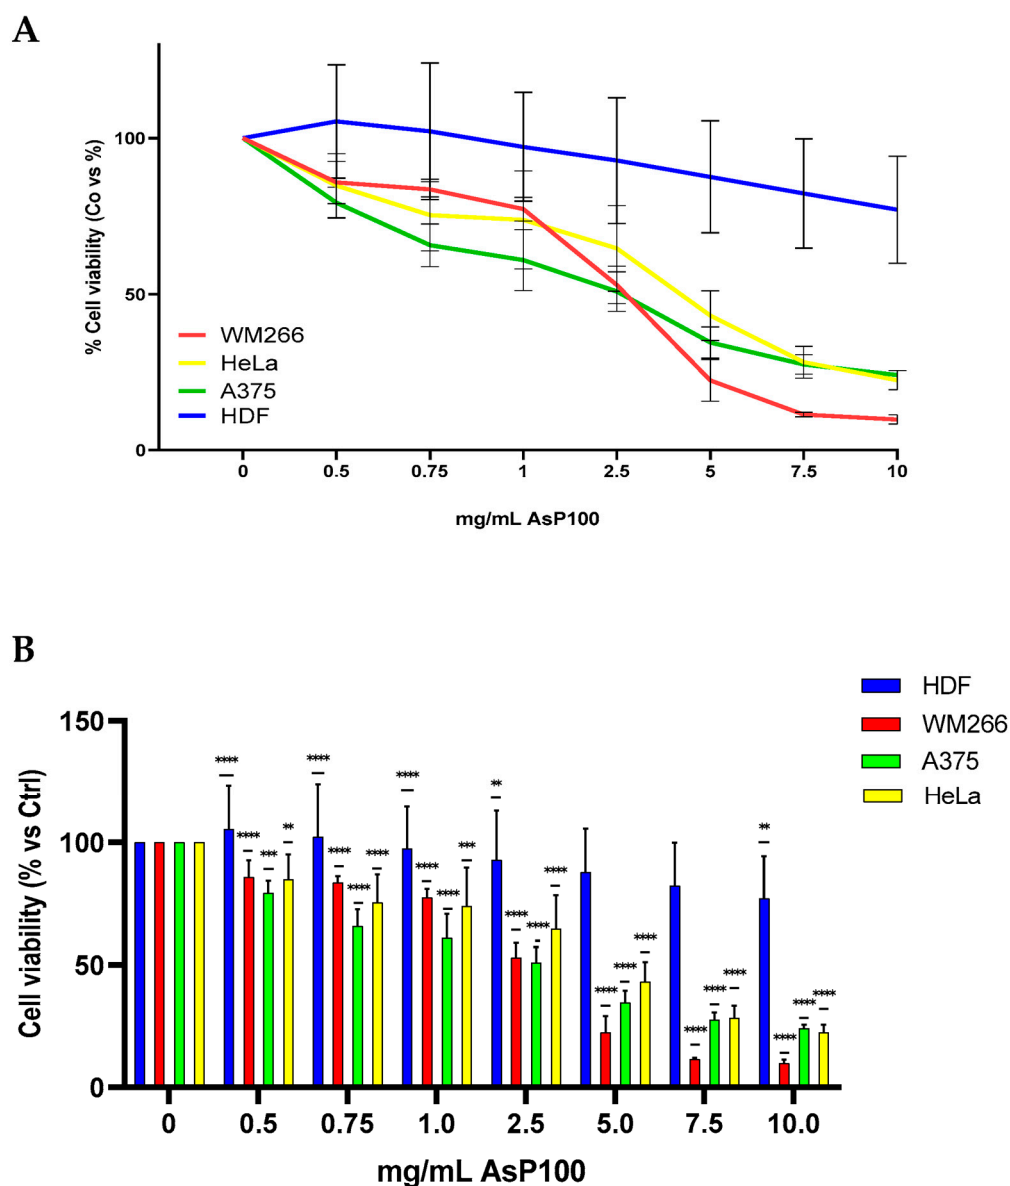 A
% Cell viability (Co vs %)
100
50
0
WM266
HeLa
A375
HDF
0 0.5 0.75 1 2.5 5 7.5 10
mg/mL AsP100
B
HDF
WM266
A375
HeLa
Cell viability (% vs Ctrl)
150
100
50
0
**** **** *** **
**** **** **** ****
**** **** **** ***
** **** **** ****
**** **** ****
**** **** ****
** **** **** ****
0 0.5 0.75 1.0 2.5 5.0 7.5 10.0
mg/mL AsP100